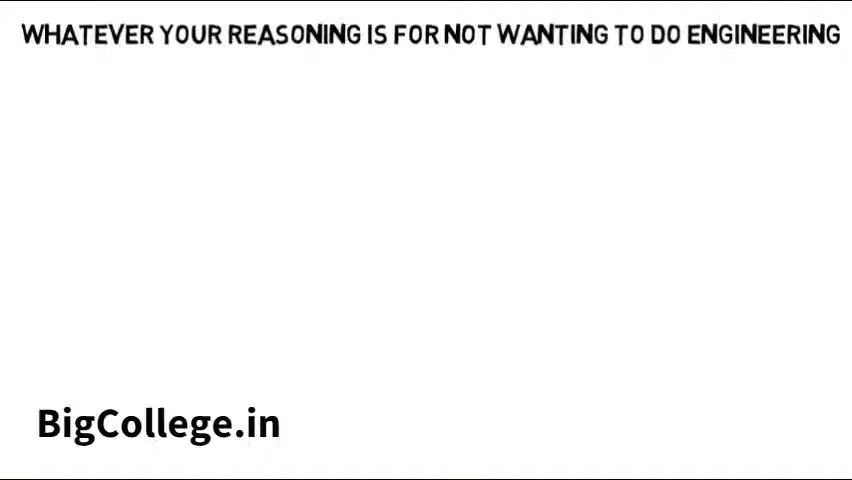 WHATEVER YOUR REASONING IS FOR NOT WANTING TO DO ENGINEERING
BigCollege.in